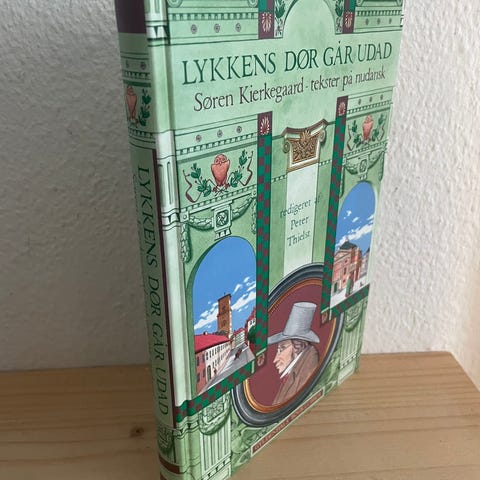 LYKKENS DØR GÅR UDAD
Søren Kierkegaard - tekster på nudansk
redigeret af
Peter
Thielst
LYKKENS DØR GÅR UDAD